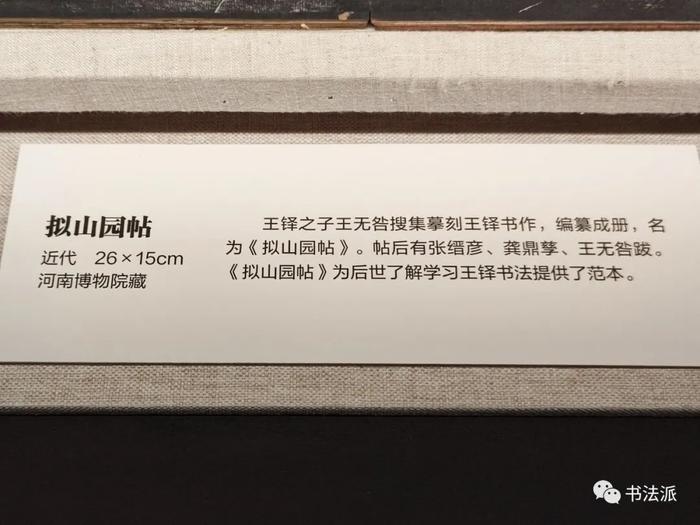 拟山园帖
近代 26×15cm
河南博物院藏
王铎之子王无咎搜集摹刻王铎书作，编纂成册，名
为《拟山园帖》。帖后有张缙彦、龚鼎孳、王无咎跋。
《拟山园帖》为后世了解学习王铎书法提供了范本。
书法派